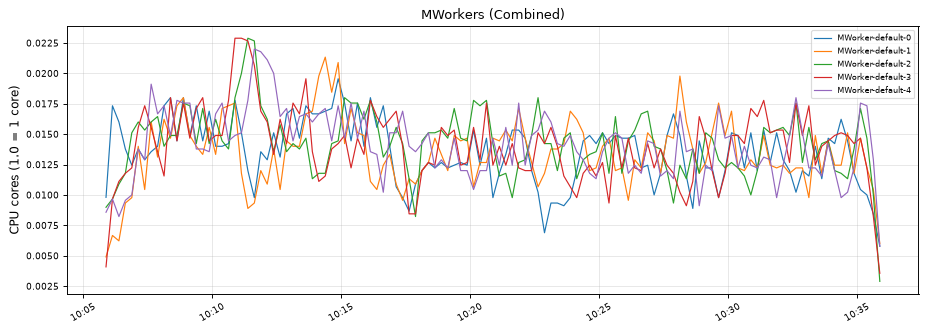 MWorkers (Combined)
CPU cores (1.0 = 1 core)
0.0225
0.0200
0.0175
0.0150
0.0125
0.0100
0.0075
0.0050
0.0025
MWorker-default-0
MWorker-default-1
MWorker-default-2
MWorker-default-3
MWorker-default-4
10:05
10:10
10:15
10:20
10:25
10:30
10:35